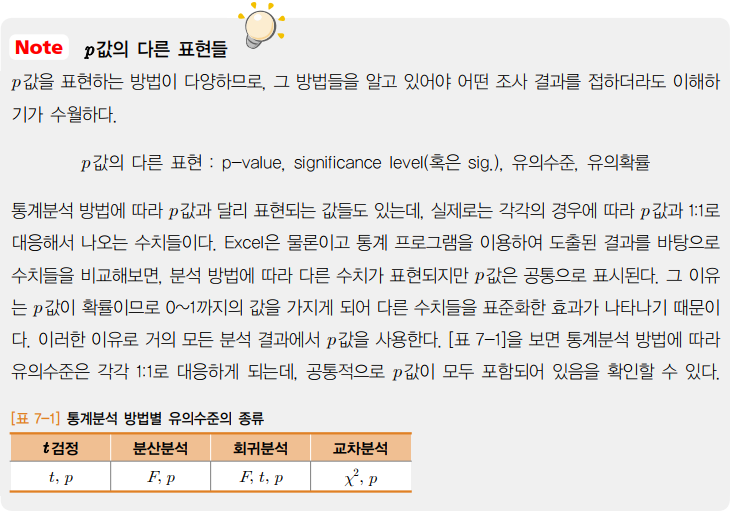 Note p값의 다른 표현들
p값을 표현하는 방법이 다양하므로, 그 방법들을 알고 있어야 어떤 조사 결과를 접하더라도 이해하
기가 수월하다.
p값의 다른 표현 : p-value, significance level(혹은 sig.), 유의수준, 유의확률
통계분석 방법에 따라 p값과 달리 표현되는 값들도 있는데, 실제로는 각각의 경우에 따라 p값과 1:1로
대응해서 나오는 수치들이다. Excel은 물론이고 통계 프로그램을 이용하여 도출된 결과를 바탕으로
수치들을 비교해보면, 분석 방법에 따라 다른 수치가 표현되지만 p값은 공통으로 표시된다. 그 이유
는 p값이 확률이므로 0~1까지의 값을 가지게 되어 다른 수치들을 표준화한 효과가 나타나기 때문이
다. 이러한 이유로 거의 모든 분석 결과에서 p값을 사용한다. [표 7-1]을 보면 통계분석 방법에 따라
유의수준은 각각 1:1로 대응하게 되는데, 공통적으로 p값이 모두 포함되어 있음을 확인할 수 있다.
[표 7-1] 통계분석 방법별 유의수준의 종류
t검정 분산분석 회귀분석 교차분석
t, p F, p F, t, p χ², p